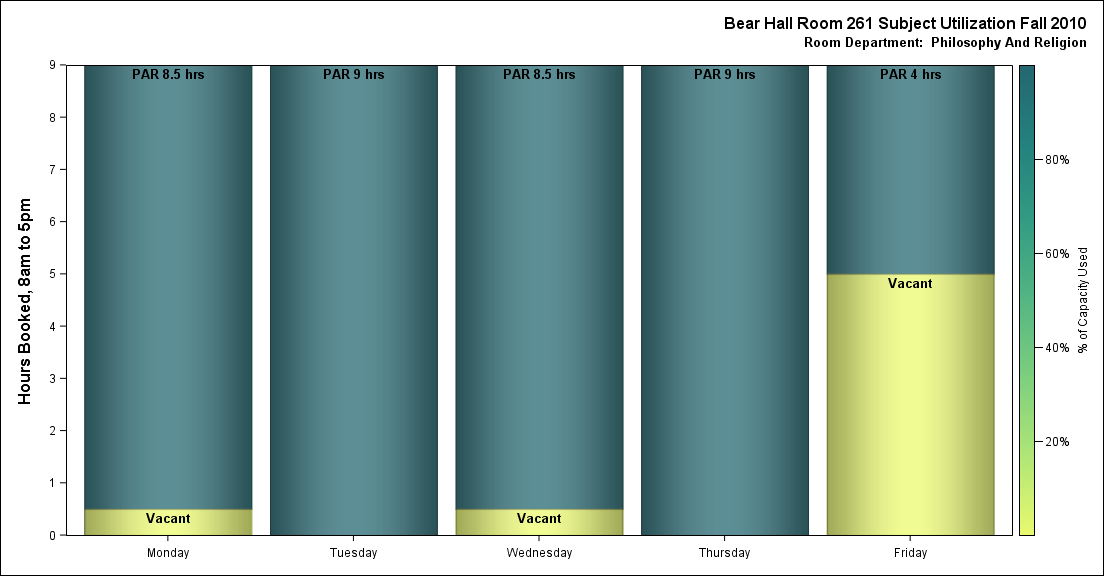 Bear Hall Room 261 Subject Utilization Fall 2010
Room Department:  Philosophy And Religion
Hours Booked, 8am to 5pm
9
8
7
6
5
4
3
2
1
0
PAR 8.5 hrs
PAR 9 hrs
PAR 8.5 hrs
PAR 9 hrs
PAR 4 hrs
Vacant
Vacant
Vacant
Monday
Tuesday
Wednesday
Thursday
Friday
80%
60%
40%
20%
% of Capacity Used